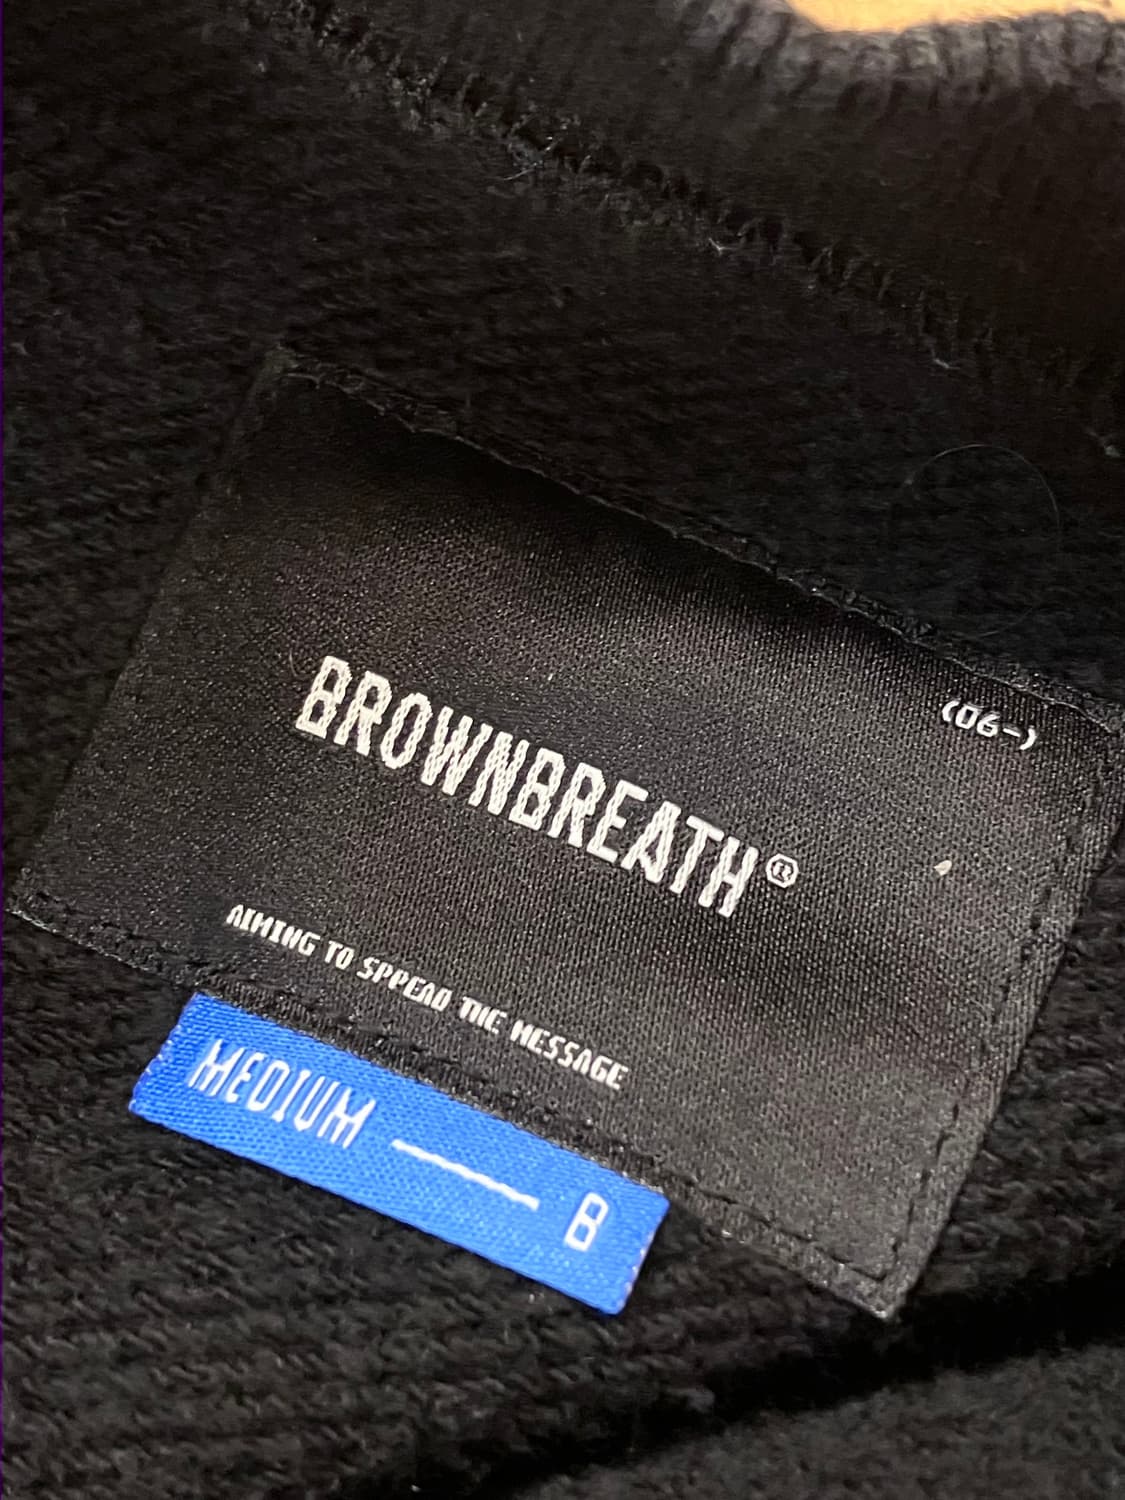 (06-)
BROWNBREATH®
AIMING TO SPPEAD THE MESSAGE
MEDIUM — B